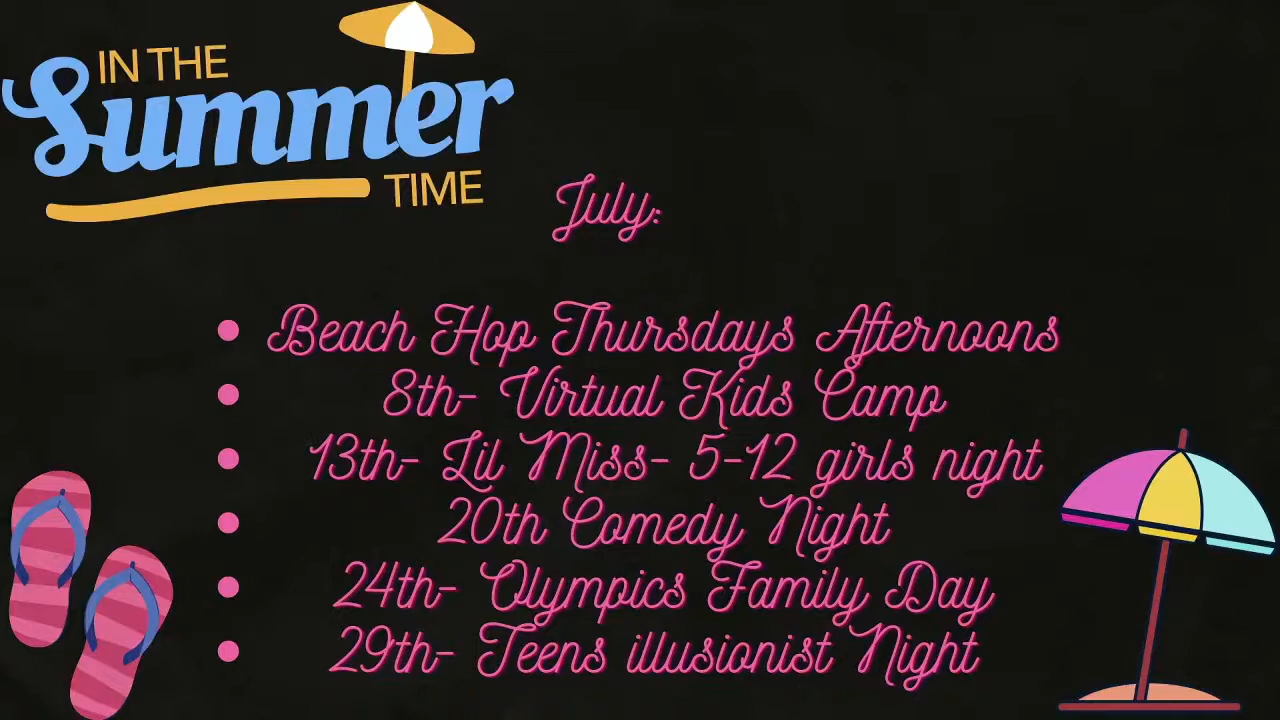 IN THE
Summer
TIME
July:
Beach Hop Thursdays Afternoons
8th- Virtual Kids Camp
13th- Lil Miss- 5-12 girls night
20th Comedy Night
24th- Olympics Family Day
29th- Teens illusionist Night